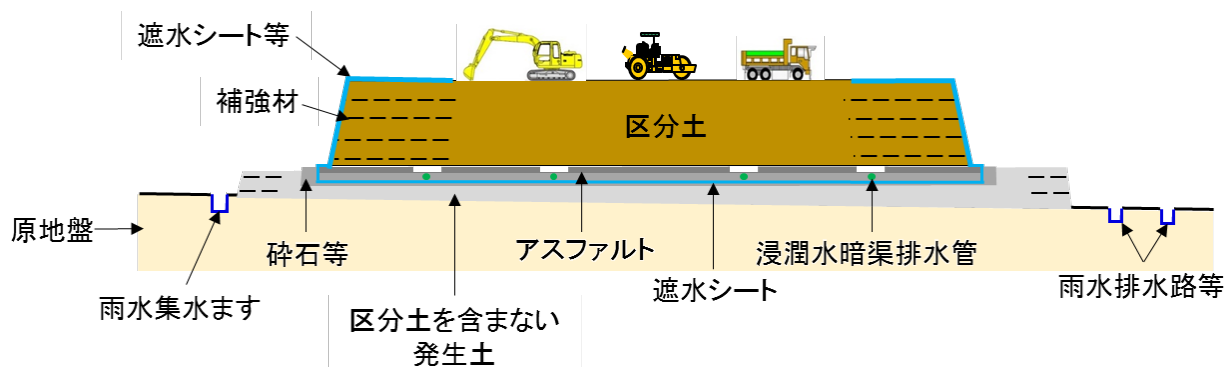 遮水シート等
補強材
区分土
原地盤
砕石等
アスファルト
浸潤水暗渠排水管
雨水集水ます
遮水シート
雨水排水路等
区分土を含まない
発生土